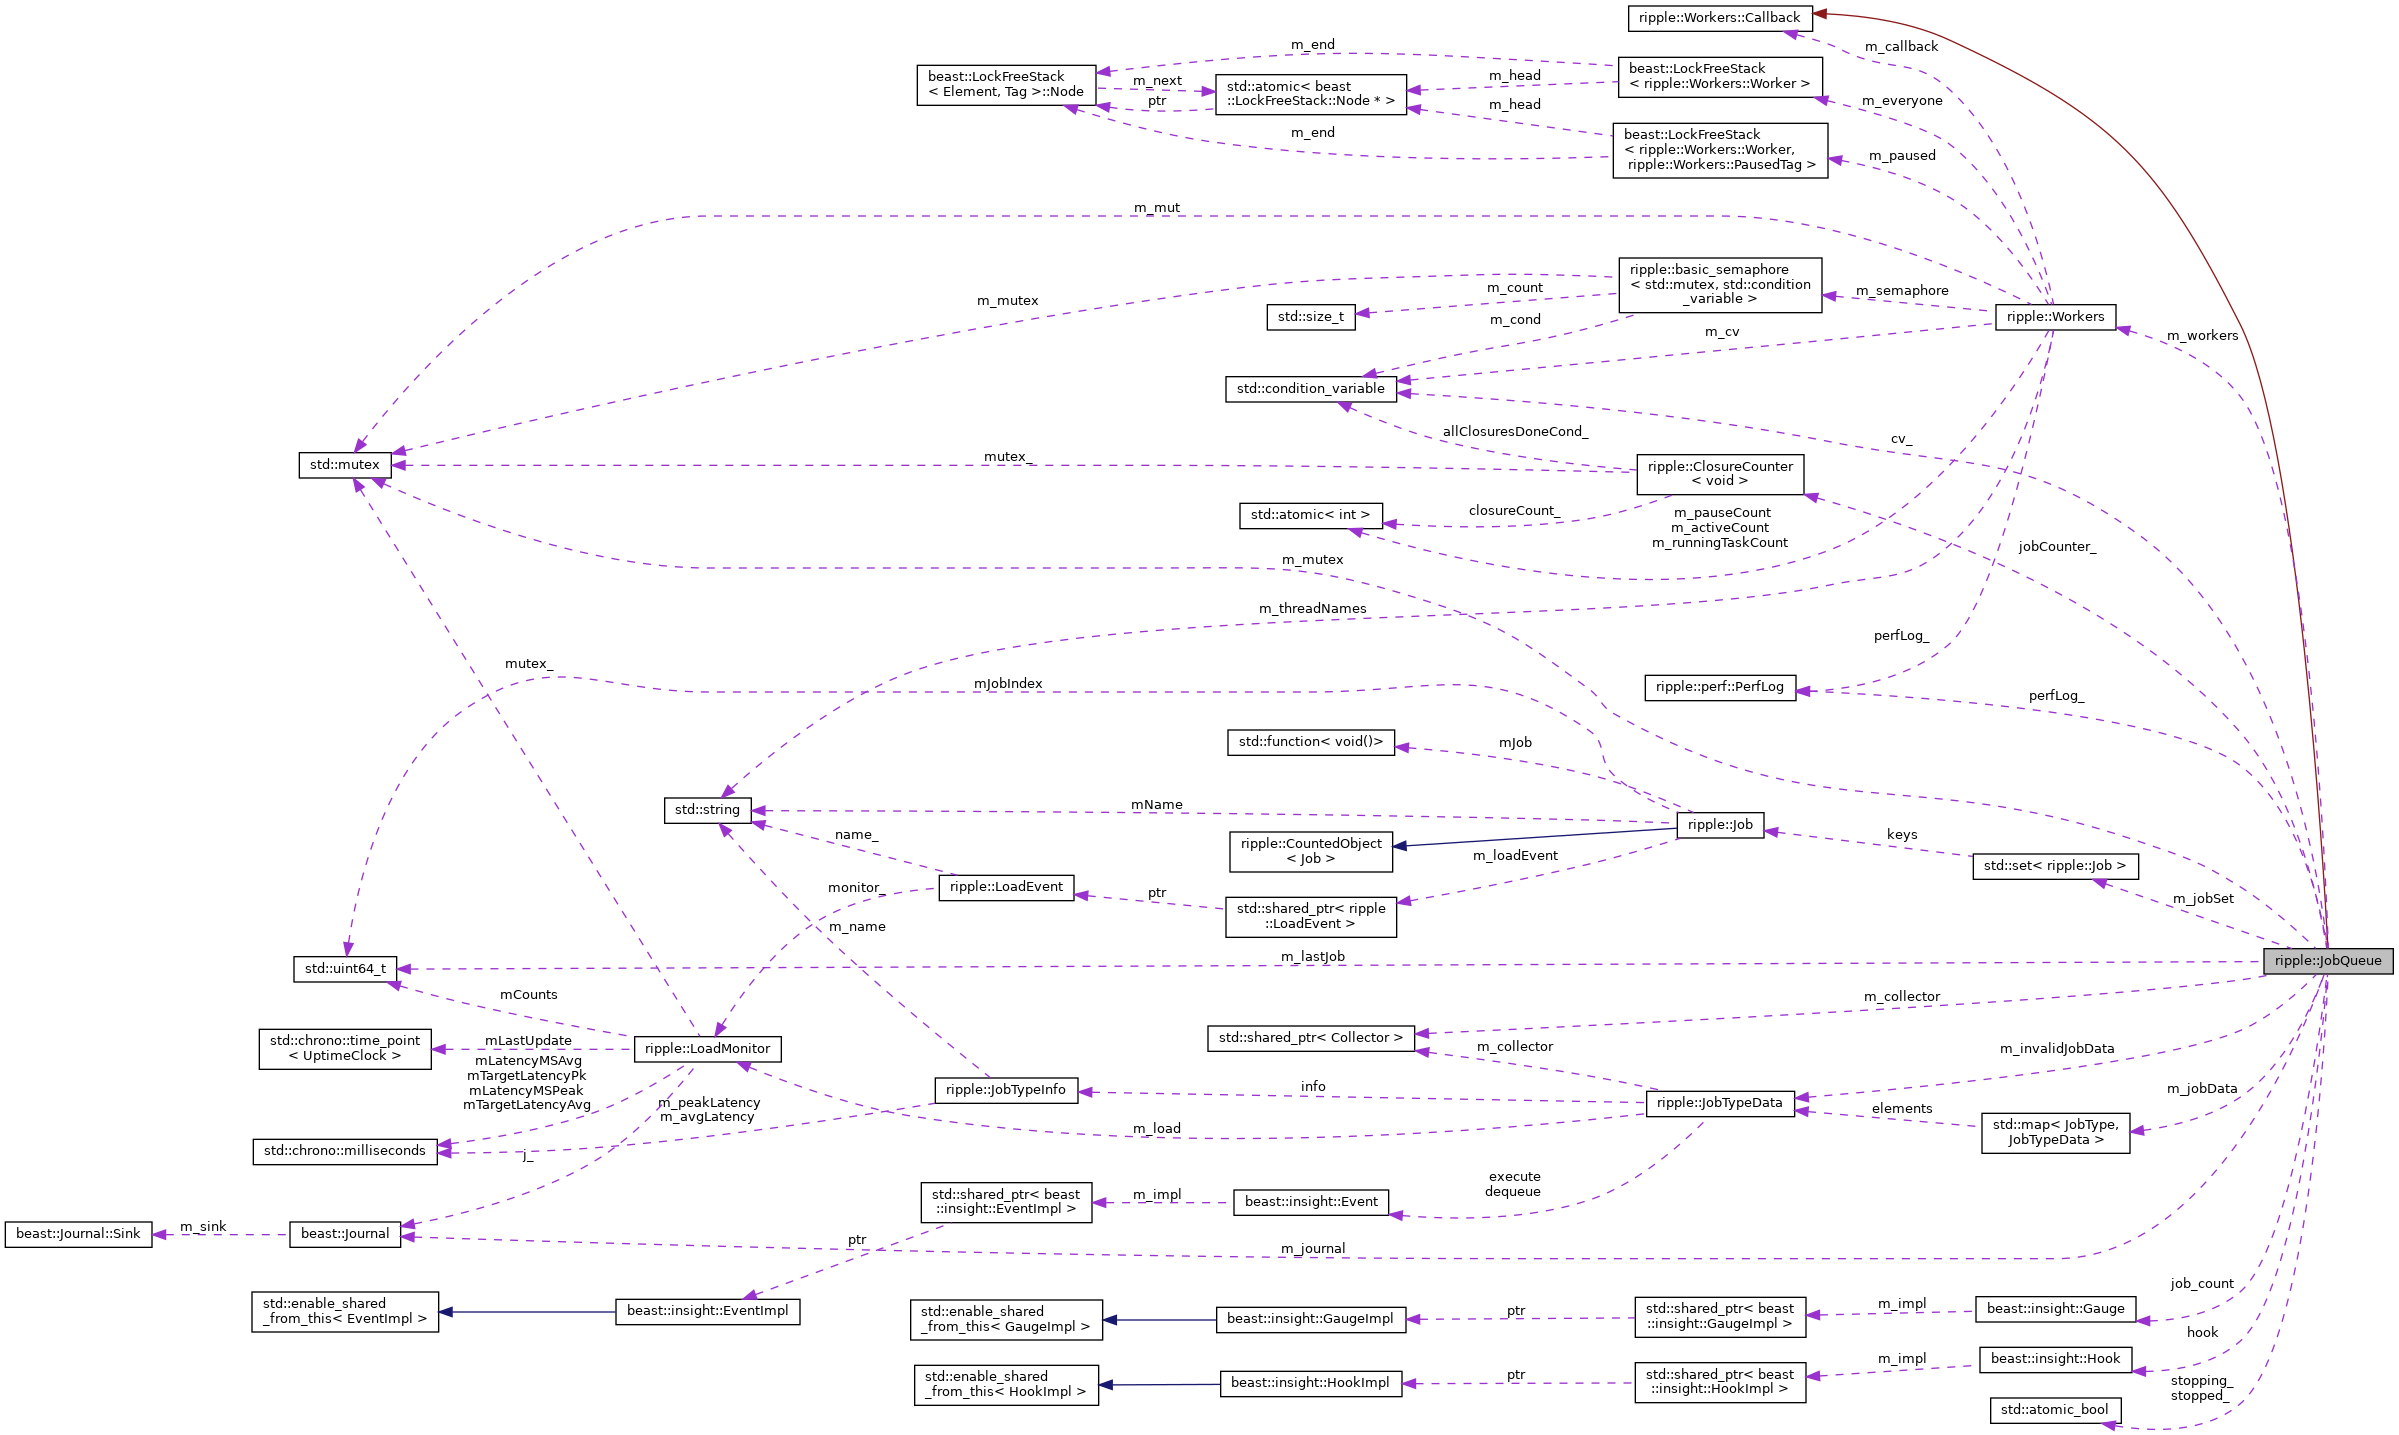 ripple::Workers::Callback
m_callback
m_end
beast::LockFreeStack
< Element, Tag >::Node
m_next
ptr
std::atomic< beast
::LockFreeStack::Node * >
m_head
m_head
m_end
beast::LockFreeStack
< ripple::Workers::Worker >
m_everyone
beast::LockFreeStack
< ripple::Workers::Worker,
ripple::Workers::PausedTag >
m_paused
m_mut
ripple::basic_semaphore
< std::mutex, std::condition
_variable >
m_semaphore
m_mutex
m_count
std::size_t
m_cond
m_cv
ripple::Workers
m_workers
std::condition_variable
allClosuresDoneCond_
cv_
std::mutex
mutex_
ripple::ClosureCounter
< void >
std::atomic< int >
closureCount_
m_pauseCount
m_activeCount
m_runningTaskCount
jobCounter_
m_mutex
m_threadNames
perfLog_
mutex_
mJobIndex
ripple::perf::PerfLog
perfLog_
std::function< void()>
mJob
std::string
mName
ripple::Job
name_
ripple::CountedObject
< Job >
keys
std::set< ripple::Job >
m_loadEvent
monitor_
ripple::LoadEvent
ptr
std::shared_ptr< ripple
::LoadEvent >
m_jobSet
m_name
std::uint64_t
m_lastJob
ripple::JobQueue
mCounts
m_collector
std::chrono::time_point
< UptimeClock >
mLastUpdate
ripple::LoadMonitor
std::shared_ptr< Collector >
m_collector
m_invalidJobData
mLatencyMSAvg
mTargetLatencyPk
mLatencyMSPeak
mTargetLatencyAvg
m_peakLatency
m_avgLatency
ripple::JobTypeInfo
info
ripple::JobTypeData
elements
m_jobData
std::map< JobType,
JobTypeData >
m_load
std::chrono::milliseconds
j_
execute
dequeue
std::shared_ptr< beast
::insight::EventImpl >
m_impl
beast::insight::Event
beast::Journal::Sink
m_sink
beast::Journal
ptr
m_journal
std::enable_shared
_from_this< EventImpl >
beast::insight::EventImpl
std::enable_shared
_from_this< GaugeImpl >
beast::insight::GaugeImpl
ptr
std::shared_ptr< beast
::insight::GaugeImpl >
m_impl
beast::insight::Gauge
job_count
hook
std::enable_shared
_from_this< HookImpl >
beast::insight::HookImpl
ptr
std::shared_ptr< beast
::insight::HookImpl >
m_impl
beast::insight::Hook
stopping_
stopped_
std::atomic_bool